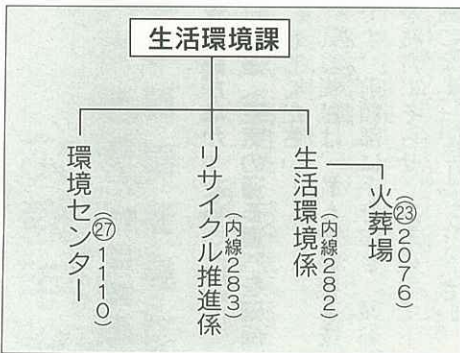 生活環境課
火葬場
(㉓2076)
生活環境係
(内線282)
リサイクル推進係
(内線283)
環境センター
(㉗1110)